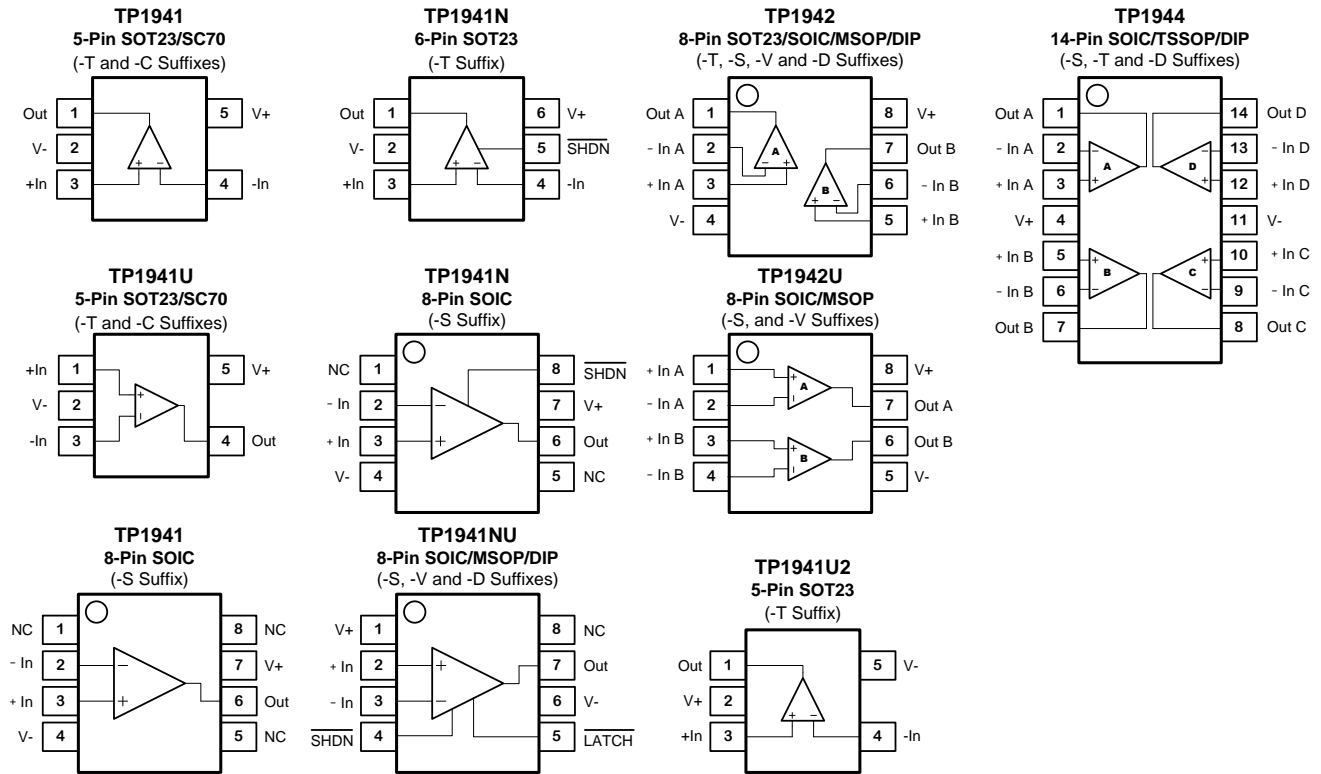 TP1941
5-Pin SOT23/SC70
(-T and -C Suffixes)
Out 1
5 V+
V- 2
+In 3
4 -In
+ −
TP1941N
6-Pin SOT23
(-T Suffix)
Out 1
6 V+
V- 2
5 SHDN
+In 3
4 -In
+ −
TP1942
8-Pin SOT23/SOIC/MSOP/DIP
(-T, -S, -V and -D Suffixes)
Out A 1
8 V+
- In A 2
7 Out B
+ In A 3
6 - In B
V- 4
5 + In B
A
− +
B
+ −
TP1944
14-Pin SOIC/TSSOP/DIP
(-S, -T and -D Suffixes)
Out A 1
14 Out D
- In A 2
13 - In D
+ In A 3
12 + In D
V+ 4
11 V-
+ In B 5
10 + In C
- In B 6
9 - In C
Out B 7
8 Out C
− A +
− D +
+ B −
+ C −
TP1941U
5-Pin SOT23/SC70
(-T and -C Suffixes)
+In 1
5 V+
V- 2
-In 3
4 Out
+ −
TP1941N
8-Pin SOIC
(-S Suffix)
NC 1
8 SHDN
- In 2
7 V+
+ In 3
6 Out
V- 4
5 NC
− +
TP1942U
8-Pin SOIC/MSOP
(-S, and -V Suffixes)
+ In A 1
8 V+
- In A 2
7 Out A
+ In B 3
6 Out B
- In B 4
5 V-
+ A −
+ B −
TP1941
8-Pin SOIC
(-S Suffix)
NC 1
8 NC
- In 2
7 V+
+ In 3
6 Out
V- 4
5 NC
− +
TP1941NU
8-Pin SOIC/MSOP/DIP
(-S, -V and -D Suffixes)
V+ 1
8 NC
+ In 2
7 Out
- In 3
6 V-
SHDN 4
5 LATCH
+ −
TP1941U2
5-Pin SOT23
(-T Suffix)
Out 1
5 V-
V+ 2
+In 3
4 -In
+ −